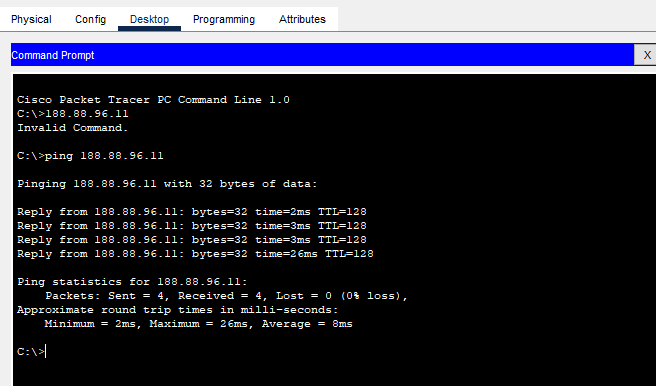 Physical Config Desktop Programming Attributes
Command Prompt X
Cisco Packet Tracer PC Command Line 1.0
C:\>188.88.96.11
Invalid Command.
C:\>ping 188.88.96.11
Pinging 188.88.96.11 with 32 bytes of data:
Reply from 188.88.96.11: bytes=32 time=2ms TTL=128
Reply from 188.88.96.11: bytes=32 time=3ms TTL=128
Reply from 188.88.96.11: bytes=32 time=3ms TTL=128
Reply from 188.88.96.11: bytes=32 time=26ms TTL=128
Ping statistics for 188.88.96.11:
Packets: Sent = 4, Received = 4, Lost = 0 (0% loss),
Approximate round trip times in milli-seconds:
Minimum = 2ms, Maximum = 26ms, Average = 8ms
C:\>